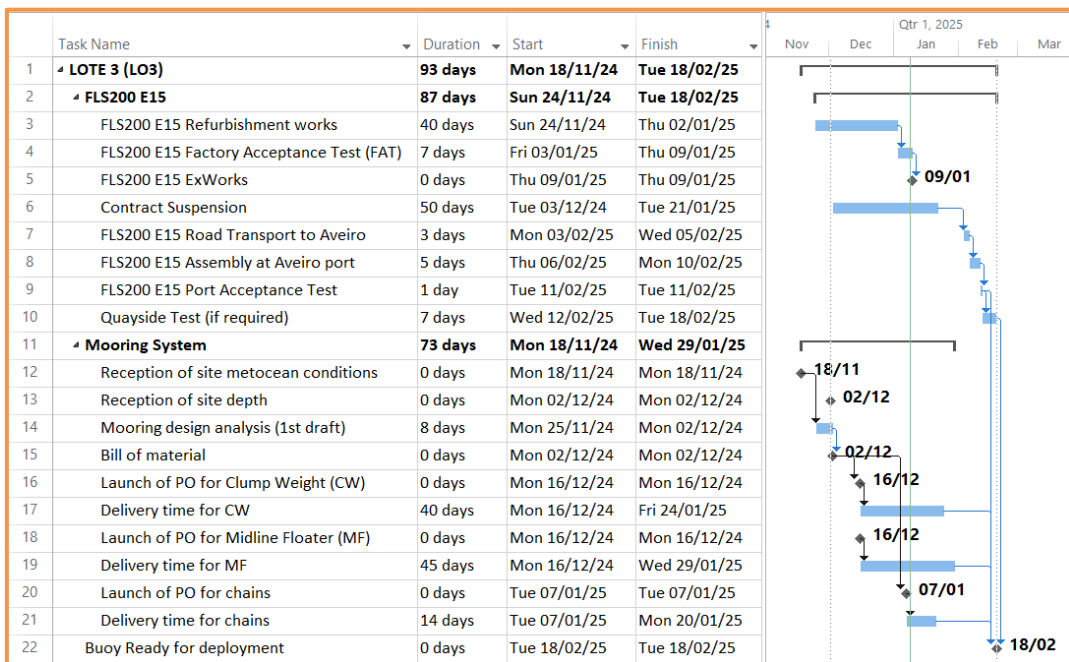 4 Qtr 1, 2025
Task Name Duration Start Finish Nov Dec Jan Feb Mar
1 LOTE 3 (LO3) 93 days Mon 18/11/24 Tue 18/02/25
2 FLS200 E15 87 days Sun 24/11/24 Tue 18/02/25
3 FLS200 E15 Refurbishment works 40 days Sun 24/11/24 Thu 02/01/25
4 FLS200 E15 Factory Acceptance Test (FAT) 7 days Fri 03/01/25 Thu 09/01/25
5 FLS200 E15 ExWorks 0 days Thu 09/01/25 Thu 09/01/25 09/01
6 Contract Suspension 50 days Tue 03/12/24 Tue 21/01/25
7 FLS200 E15 Road Transport to Aveiro 3 days Mon 03/02/25 Wed 05/02/25
8 FLS200 E15 Assembly at Aveiro port 5 days Thu 06/02/25 Mon 10/02/25
9 FLS200 E15 Port Acceptance Test 1 day Tue 11/02/25 Tue 11/02/25
10 Quayside Test (if required) 7 days Wed 12/02/25 Tue 18/02/25
11 Mooring System 73 days Mon 18/11/24 Wed 29/01/25
12 Reception of site metocean conditions 0 days Mon 18/11/24 Mon 18/11/24 18/11
13 Reception of site depth 0 days Mon 02/12/24 Mon 02/12/24 02/12
14 Mooring design analysis (1st draft) 8 days Mon 25/11/24 Mon 02/12/24
15 Bill of material 0 days Mon 02/12/24 Mon 02/12/24 02/12
16 Launch of PO for Clump Weight (CW) 0 days Mon 16/12/24 Mon 16/12/24 16/12
17 Delivery time for CW 40 days Mon 16/12/24 Fri 24/01/25
18 Launch of PO for Midline Floater (MF) 0 days Mon 16/12/24 Mon 16/12/24 16/12
19 Delivery time for MF 45 days Mon 16/12/24 Wed 29/01/25
20 Launch of PO for chains 0 days Tue 07/01/25 Tue 07/01/25 07/01
21 Delivery time for chains 14 days Tue 07/01/25 Mon 20/01/25
22 Buoy Ready for deployment 0 days Tue 18/02/25 Tue 18/02/25 18/02